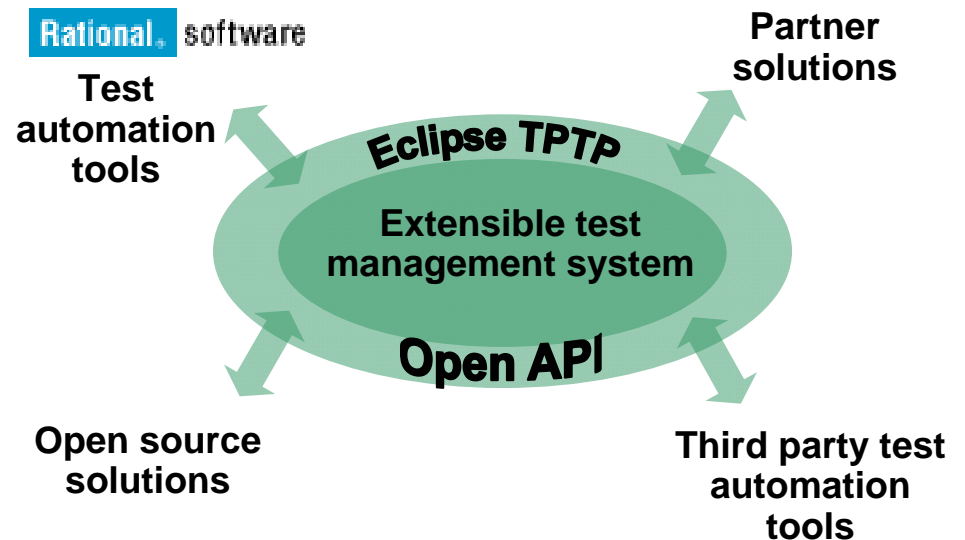 Rational® software
Test
automation
tools
Partner
solutions
Eclipse TPTP
Extensible test
management system
Open API
Open source
solutions
Third party test
automation
tools